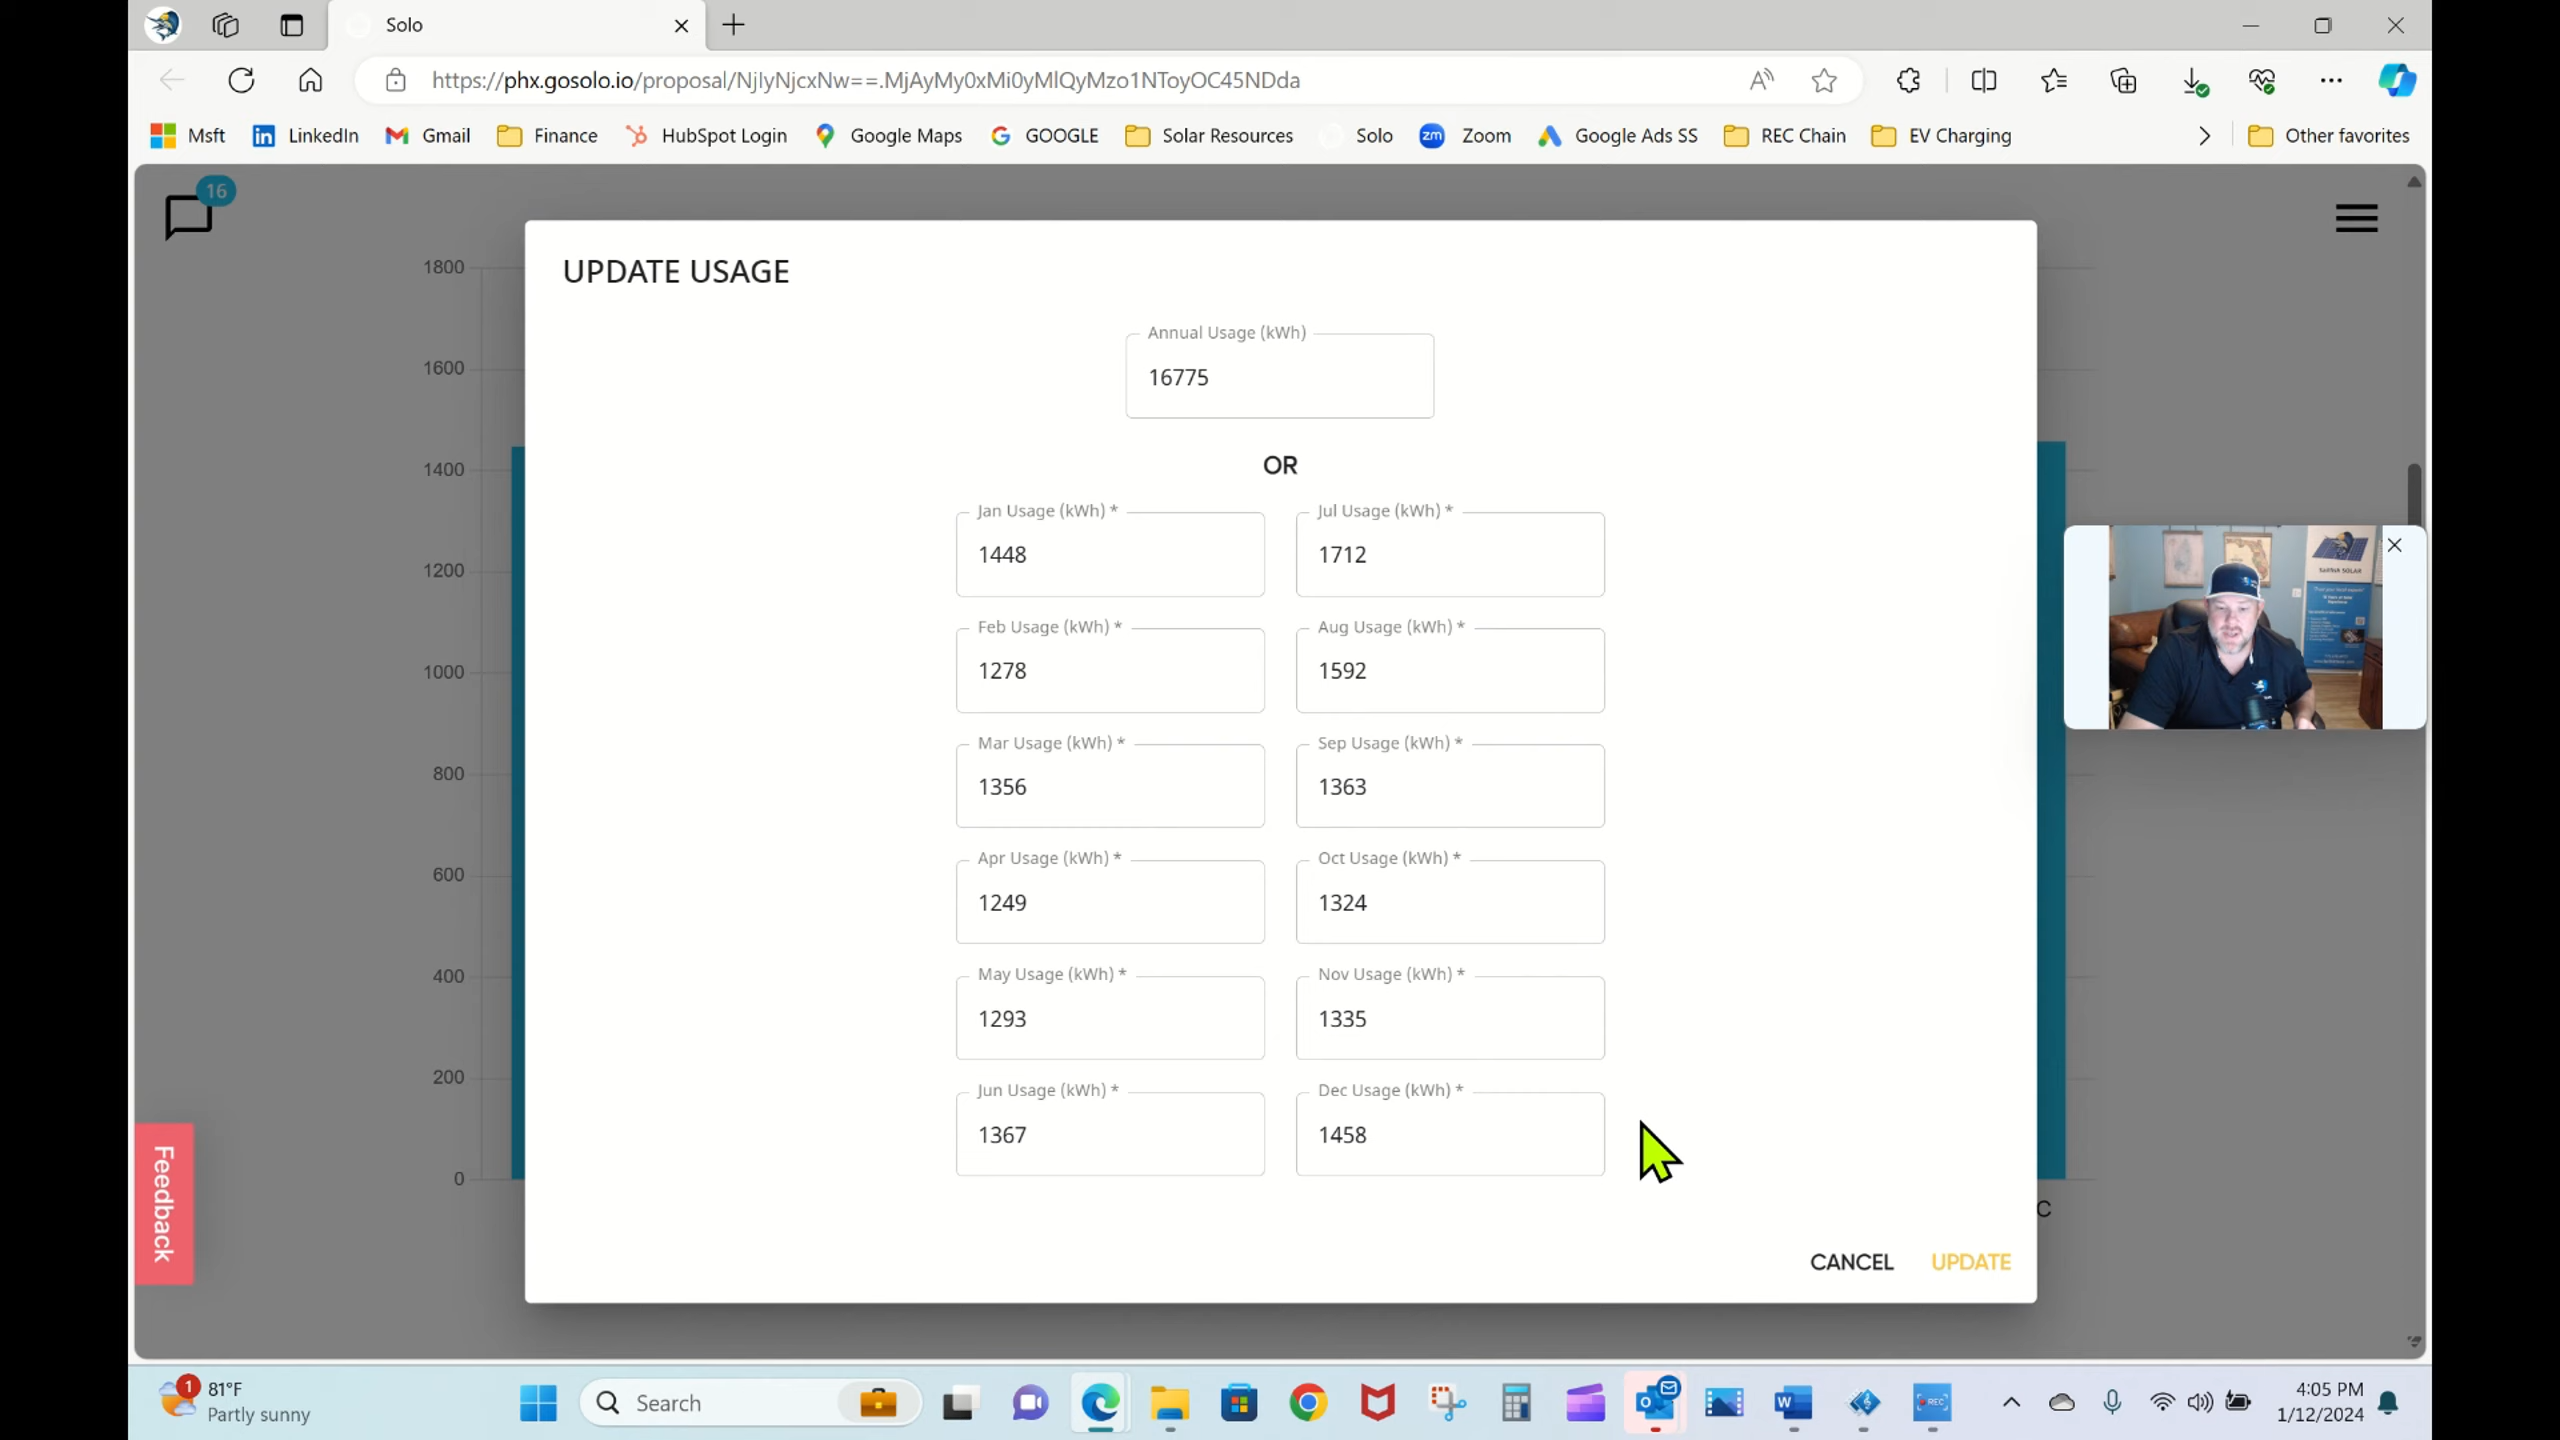 Solo
https://phx.gosolo.io/proposal/NjIyNjcxNw==.MjAyMy0xMi0yMlQyMzo1NToyOC45NDda
Msft LinkedIn Gmail Finance HubSpot Login Google Maps GOOGLE Solar Resources Solo Zoom Google Ads SS REC Chain EV Charging Other favorites
16
UPDATE USAGE
Annual Usage (kWh)
16775
OR
Jan Usage (kWh) * Jul Usage (kWh) *
1448 1712
Feb Usage (kWh) * Aug Usage (kWh) *
1278 1592
Mar Usage (kWh) * Sep Usage (kWh) *
1356 1363
Apr Usage (kWh) * Oct Usage (kWh) *
1249 1324
May Usage (kWh) * Nov Usage (kWh) *
1293 1335
Jun Usage (kWh) * Dec Usage (kWh) *
1367 1458
CANCEL UPDATE
1800
1600
1400
1200
1000
800
600
400
200
0
C
Feedback
SOLAR
1
81°F
Partly sunny
Search
REC
4:05 PM
1/12/2024